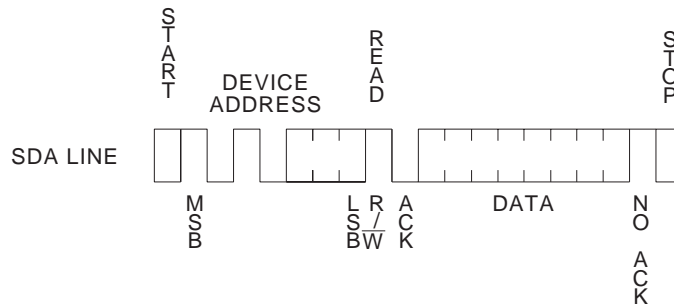 START
READ
STOP
DEVICE
ADDRESS
SDA LINE
MSB
LSB
R/W
ACK
DATA
NO ACK